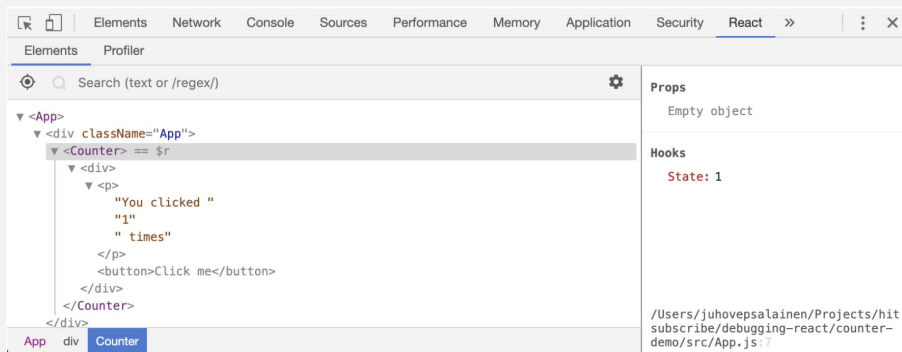 Elements Network Console Sources Performance Memory Application Security React »
Elements Profiler
Search (text or /regex/)
▼ <App>
▼ <div className="App">
▼ <Counter> == $r
▼ <div>
▼ <p>
"You clicked "
"1"
" times"
</p>
<button>Click me</button>
</div>
</Counter>
</div>
App div Counter
Props
Empty object
Hooks
State: 1
/Users/juhovepsalainen/Projects/hit
subscribe/debugging-react/counter-
demo/src/App.js:7